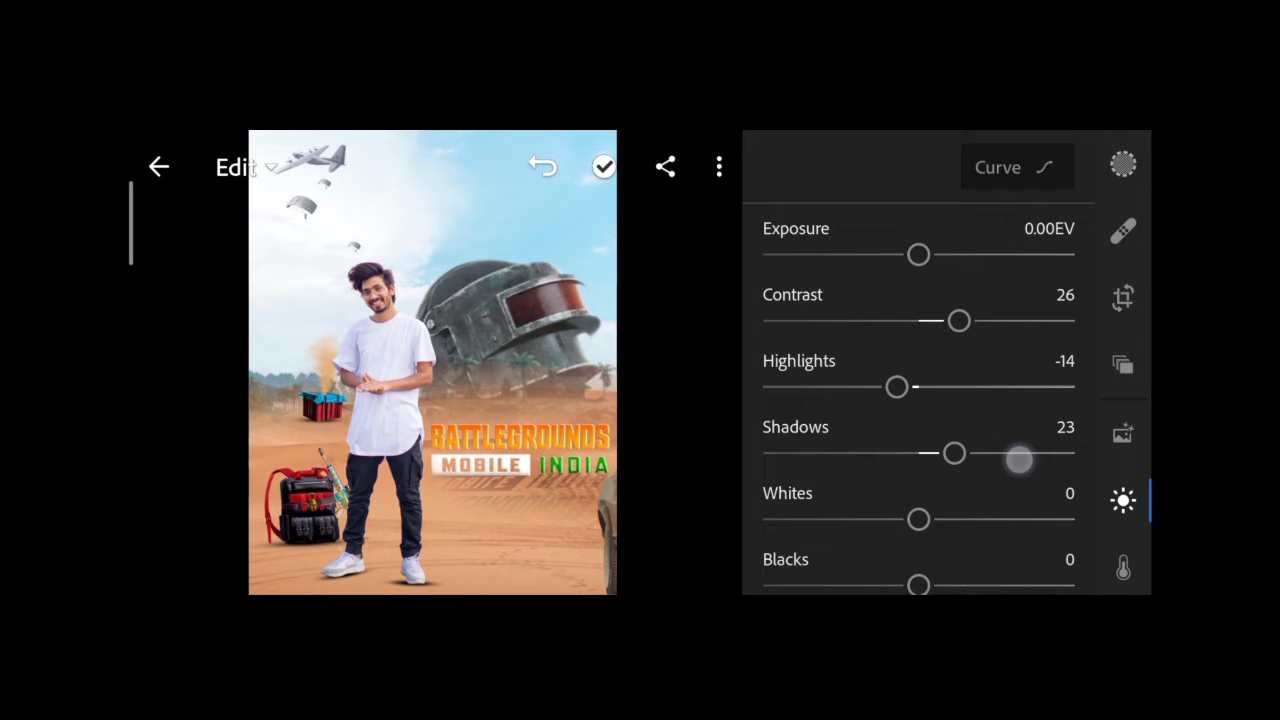 Edit
Curve
Exposure 0.00EV
Contrast 26
Highlights -14
Shadows 23
Whites 0
Blacks 0
BATTLEGROUNDS
MOBILE INDIA